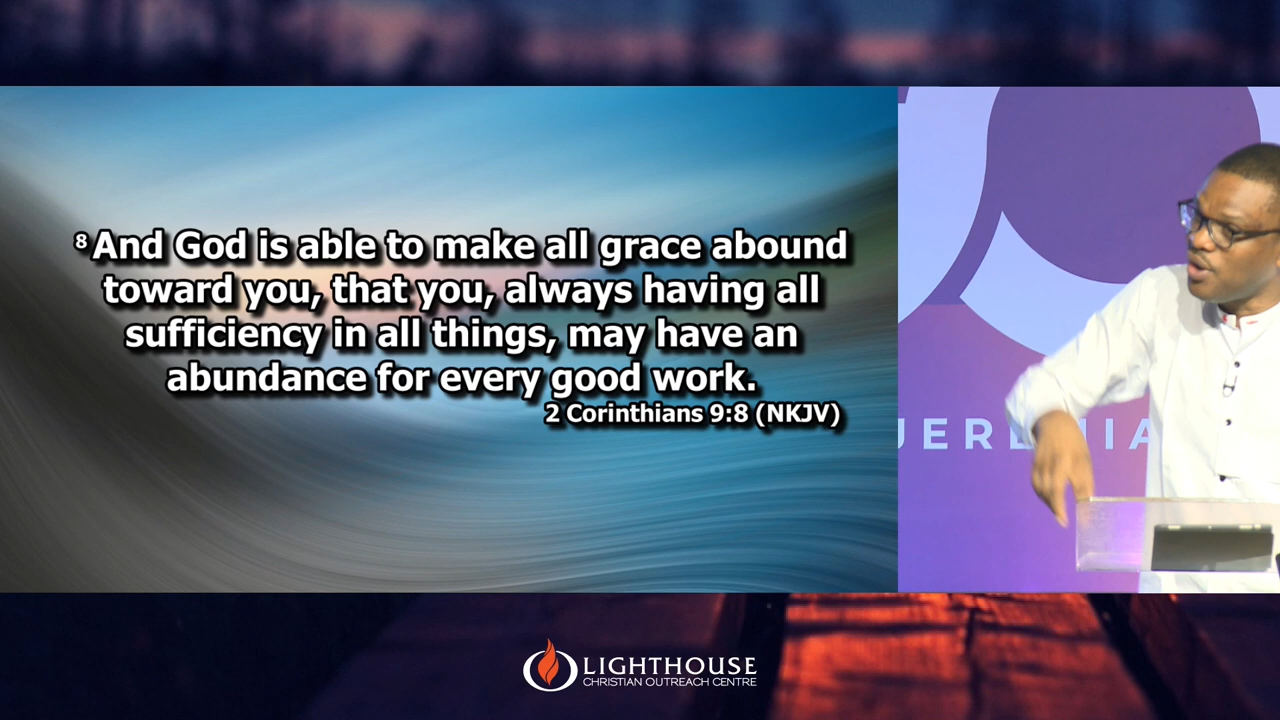 ⁸And God is able to make all grace abound
toward you, that you, always having all
sufficiency in all things, may have an
abundance for every good work.
2 Corinthians 9:8 (NKJV)
JEREMIA
LIGHTHOUSE
CHRISTIAN OUTREACH CENTRE